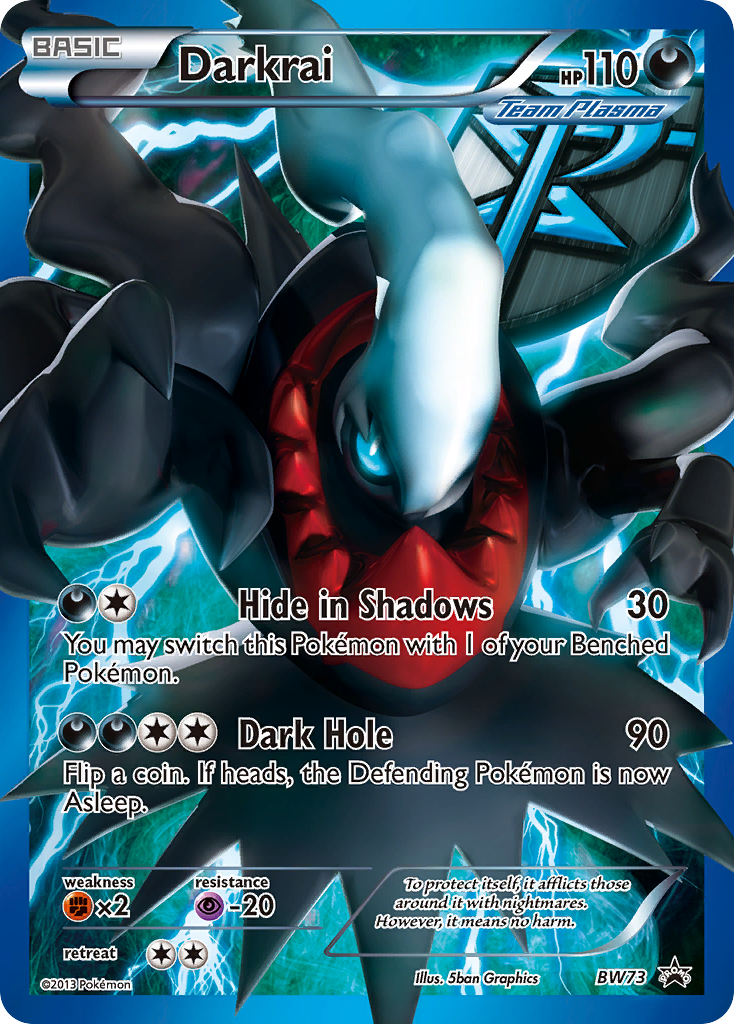 BASIC Darkrai HP110
Team Plasma
Hide in Shadows 30
You may switch this Pokémon with 1 of your Benched
Pokémon.
Dark Hole 90
Flip a coin. If heads, the Defending Pokémon is now
Asleep.
weakness resistance
×2 -20
To protect itself, it afflicts those
around it with nightmares.
However, it means no harm.
retreat
©2013 Pokémon Illus. 5ban Graphics BW73 PROMO